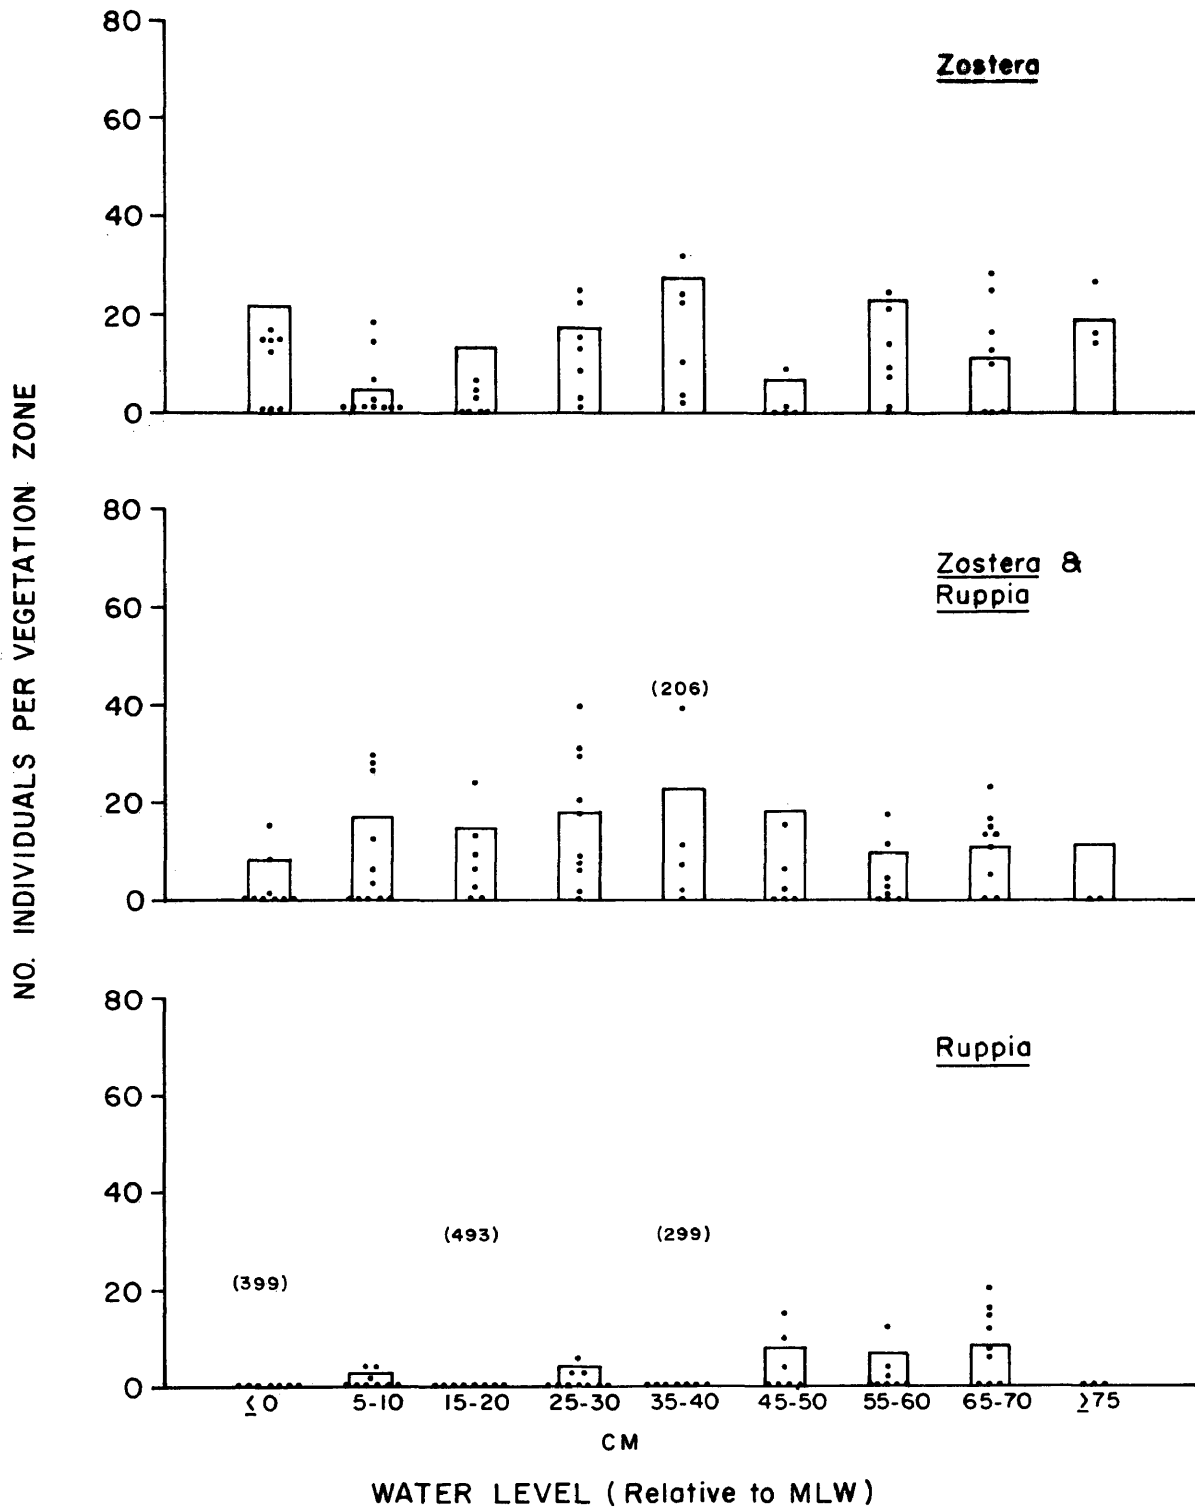 NO. INDIVIDUALS PER VEGETATION ZONE
80
60
40
20
0
Zostera
80
60
40
20
0
Zostera &
Ruppia
(206)
80
60
40
20
0
Ruppia
(399)
(493)
(299)
≤0 5-10 15-20 25-30 35-40 45-50 55-60 65-70 ≥75
CM
WATER LEVEL (Relative to MLW)